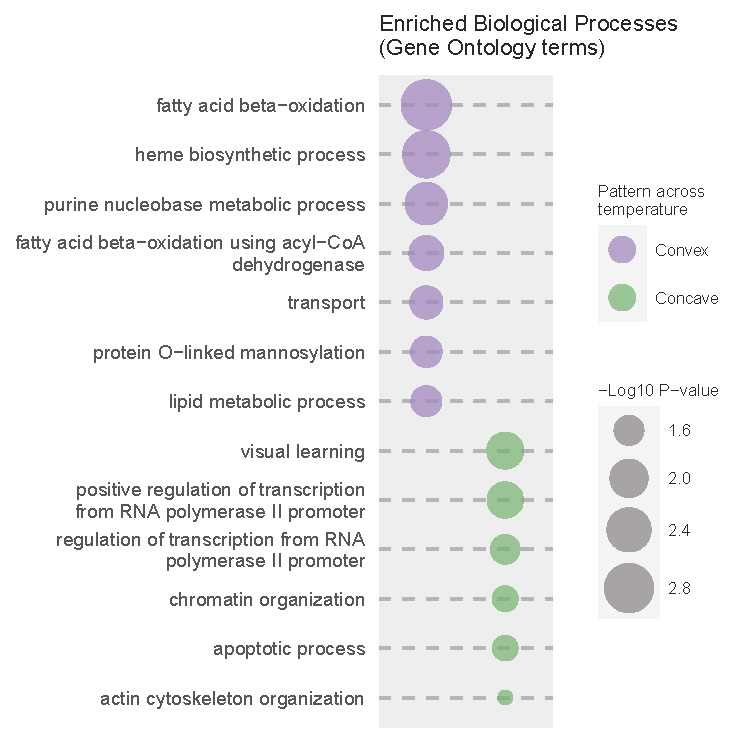 Enriched Biological Processes
(Gene Ontology terms)
fatty acid beta−oxidation
heme biosynthetic process
purine nucleobase metabolic process
fatty acid beta−oxidation using acyl−CoA
dehydrogenase
transport
protein O−linked mannosylation
lipid metabolic process
visual learning
positive regulation of transcription
from RNA polymerase II promoter
regulation of transcription from RNA
polymerase II promoter
chromatin organization
apoptotic process
actin cytoskeleton organization
Pattern across
temperature
Convex
Concave
−Log10 P−value
1.6
2.0
2.4
2.8